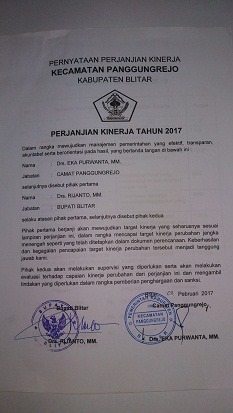 PERNYATAAN PERJANJIAN KINERJA
KECAMATAN PANGGUNGREJO
KABUPATEN BLITAR
PERJANJIAN KINERJA TAHUN 2017
Dalam rangka mewujudkan manajemen pemerintahan yang efektif, transparan,
akuntabel serta berorientasi pada hasil, yang bertanda tangan di bawah ini :
Nama : Drs. EKA PURWANTA, MM.
Jabatan : CAMAT PANGGUNGREJO
selanjutnya disebut pihak pertama
Nama : Drs. RIJANTO, MM.
Jabatan : BUPATI BLITAR
selaku atasan pihak pertama, selanjutnya disebut pihak kedua
Pihak pertama berjanji akan mewujudkan target kinerja yang seharusnya sesuai
lampiran perjanjian ini, dalam rangka mencapai target kinerja perubahan jangka
menengah seperti yang telah ditetapkan dalam dokumen perencanaan. Keberhasilan
dan kegagalan pencapaian target kinerja perubahan tersebut menjadi tanggung
jawab kami.
Pihak kedua akan melakukan supervisi yang diperlukan serta akan melakukan
evaluasi terhadap capaian kinerja perubahan dari perjanjian ini dan mengambil
tindakan yang diperlukan dalam rangka pemberian penghargaan dan sanksi.
Pebruari 2017
Bupati Blitar
Camat Panggungrejo
KECAMATAN
PANGGUNGREJO
Drs. RIJANTO, MM.
Drs. EKA PURWANTA, MM.